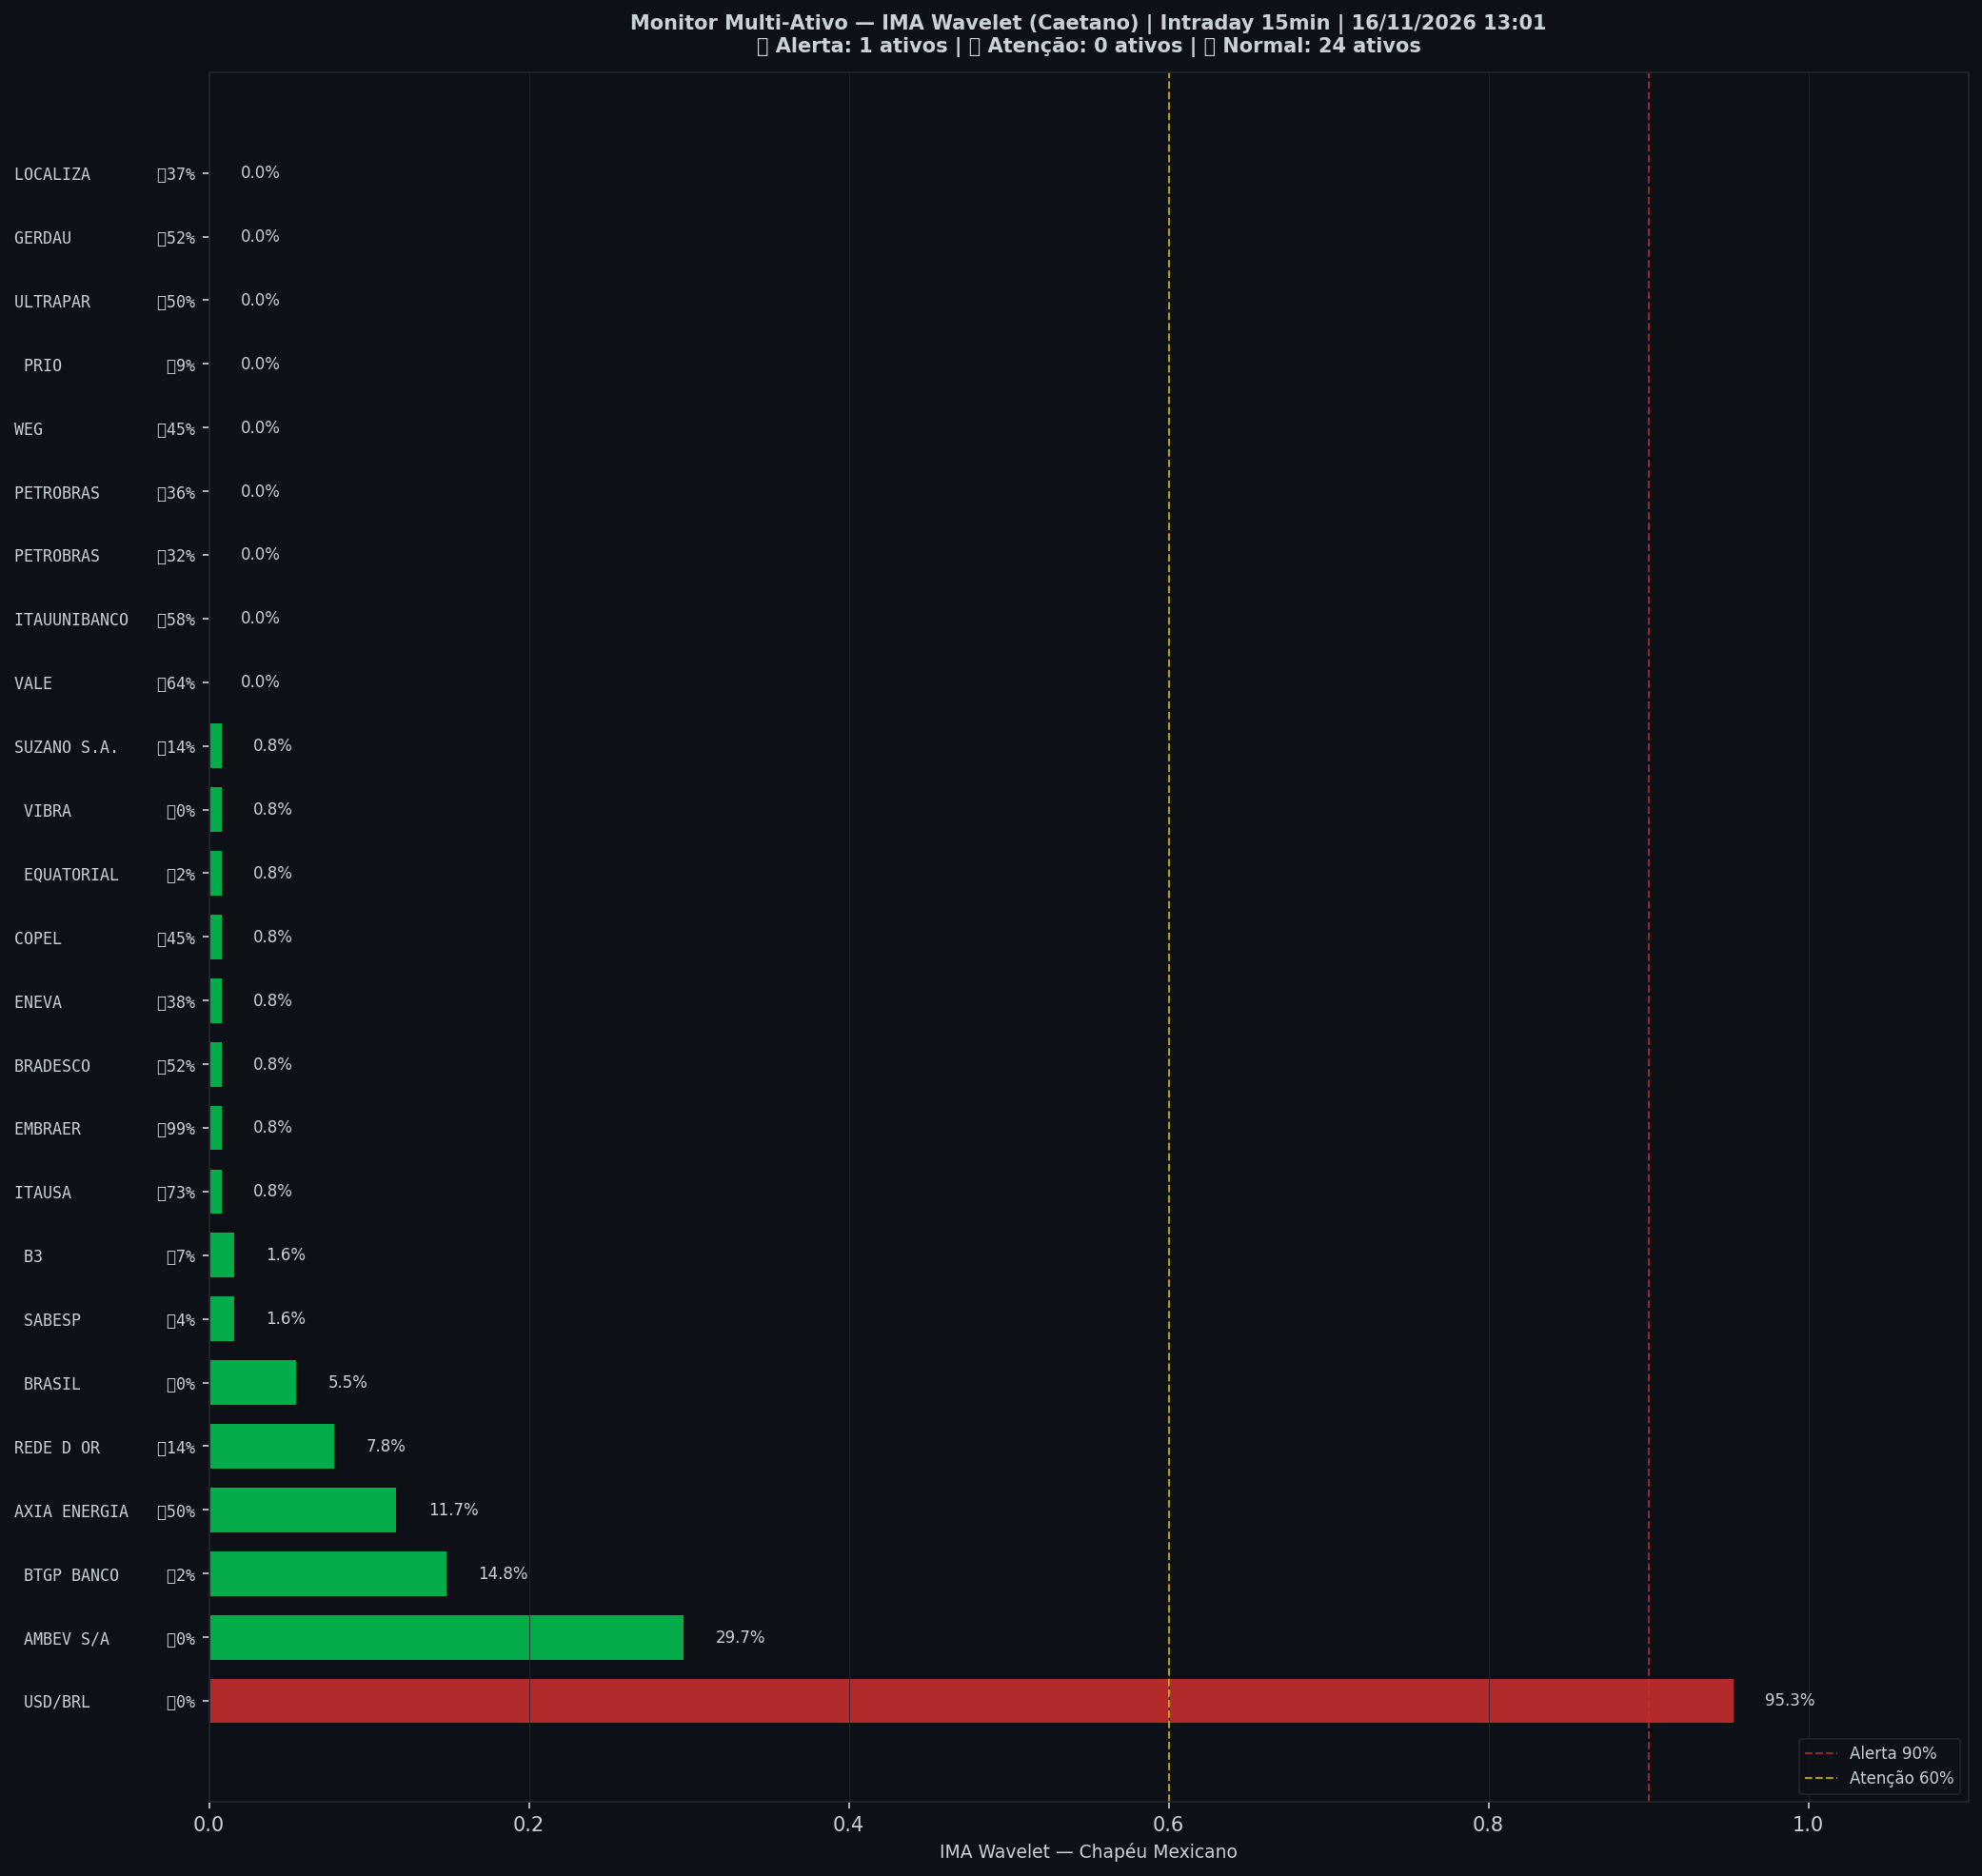 Monitor Multi-Ativo — IMA Wavelet (Caetano) | Intraday 15min | 16/11/2026 13:01
Alerta: 1 ativos | Atenção: 0 ativos | Normal: 24 ativos
LOCALIZA 37% 0.0%
GERDAU 52% 0.0%
ULTRAPAR 50% 0.0%
PRIO 9% 0.0%
WEG 45% 0.0%
PETROBRAS 36% 0.0%
PETROBRAS 32% 0.0%
ITAUUNIBANCO 58% 0.0%
VALE 64% 0.0%
SUZANO S.A. 14% 0.8%
VIBRA 0% 0.8%
EQUATORIAL 2% 0.8%
COPEL 45% 0.8%
ENEVA 38% 0.8%
BRADESCO 52% 0.8%
EMBRAER 99% 0.8%
ITAUSA 73% 0.8%
B3 7% 1.6%
SABESP 4% 1.6%
BRASIL 0% 5.5%
REDE D OR 14% 7.8%
AXIA ENERGIA 50% 11.7%
BTGP BANCO 2% 14.8%
AMBEV S/A 0% 29.7%
USD/BRL 0% 95.3%
Alerta 90%
Atenção 60%
0.0 0.2 0.4 0.6 0.8 1.0
IMA Wavelet — Chapéu Mexicano